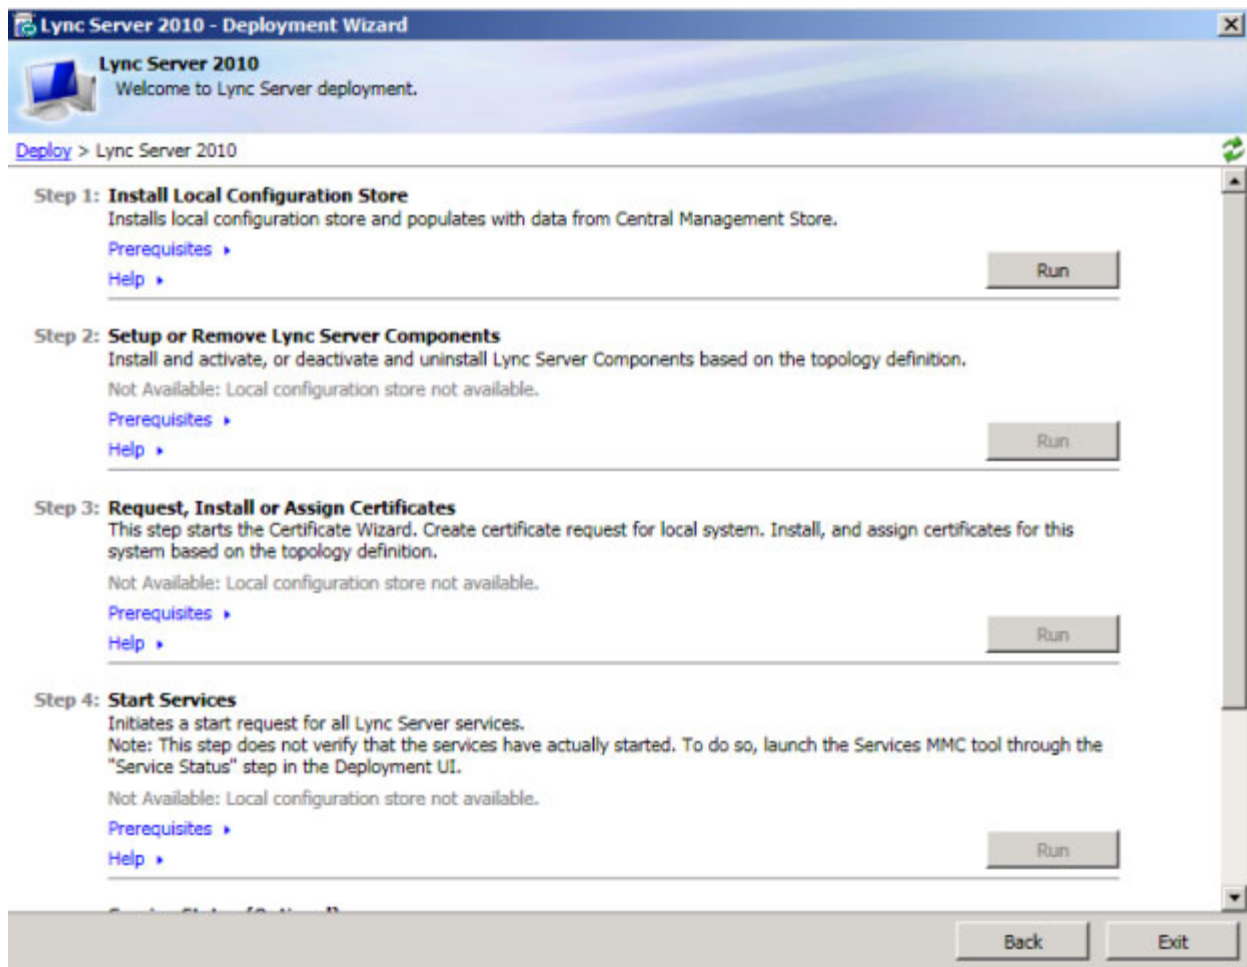 Lync Server 2010 - Deployment Wizard
Lync Server 2010
Welcome to Lync Server deployment.
Deploy > Lync Server 2010
Step 1: Install Local Configuration Store
Installs local configuration store and populates with data from Central Management Store.
Prerequisites
Help
Run
Step 2: Setup or Remove Lync Server Components
Install and activate, or deactivate and uninstall Lync Server Components based on the topology definition.
Not Available: Local configuration store not available.
Prerequisites
Help
Run
Step 3: Request, Install or Assign Certificates
This step starts the Certificate Wizard. Create certificate request for local system. Install, and assign certificates for this
system based on the topology definition.
Not Available: Local configuration store not available.
Prerequisites
Help
Run
Step 4: Start Services
Initiates a start request for all Lync Server services.
Note: This step does not verify that the services have actually started. To do so, launch the Services MMC tool through the
"Service Status" step in the Deployment UI.
Not Available: Local configuration store not available.
Prerequisites
Help
Run
Back
Exit